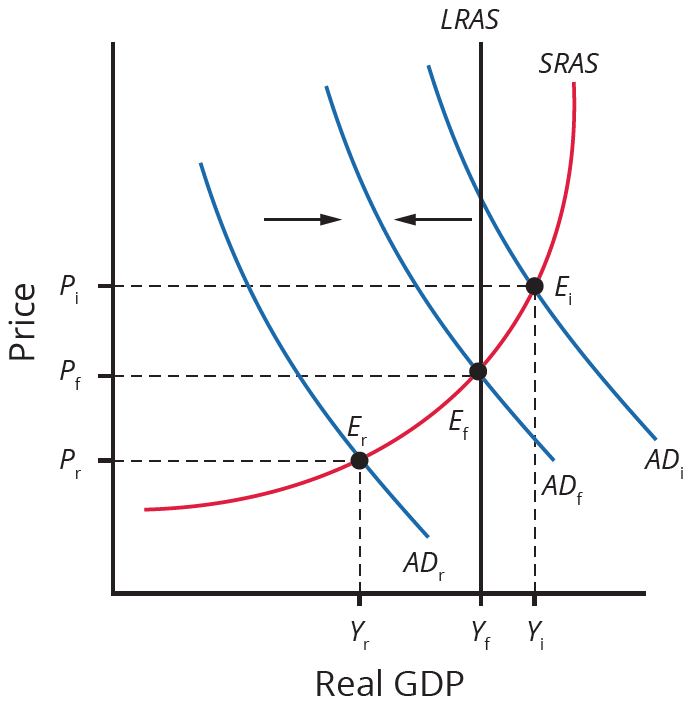 LRAS
SRAS
Price
Pi
Ei
Pf
Ef
Er
Pr
ADi
ADf
ADr
Yr
Yf
Yi
Real GDP